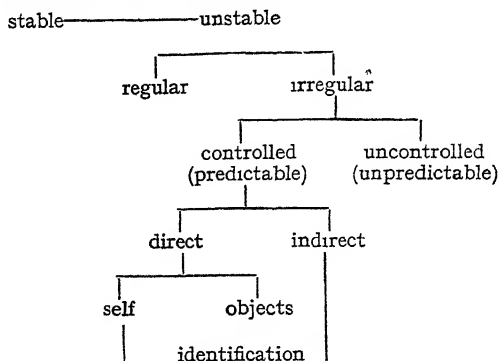 stable unstable
regular irregular
controlled uncontrolled
(predictable) (unpredictable)
direct indirect
self objects
identification